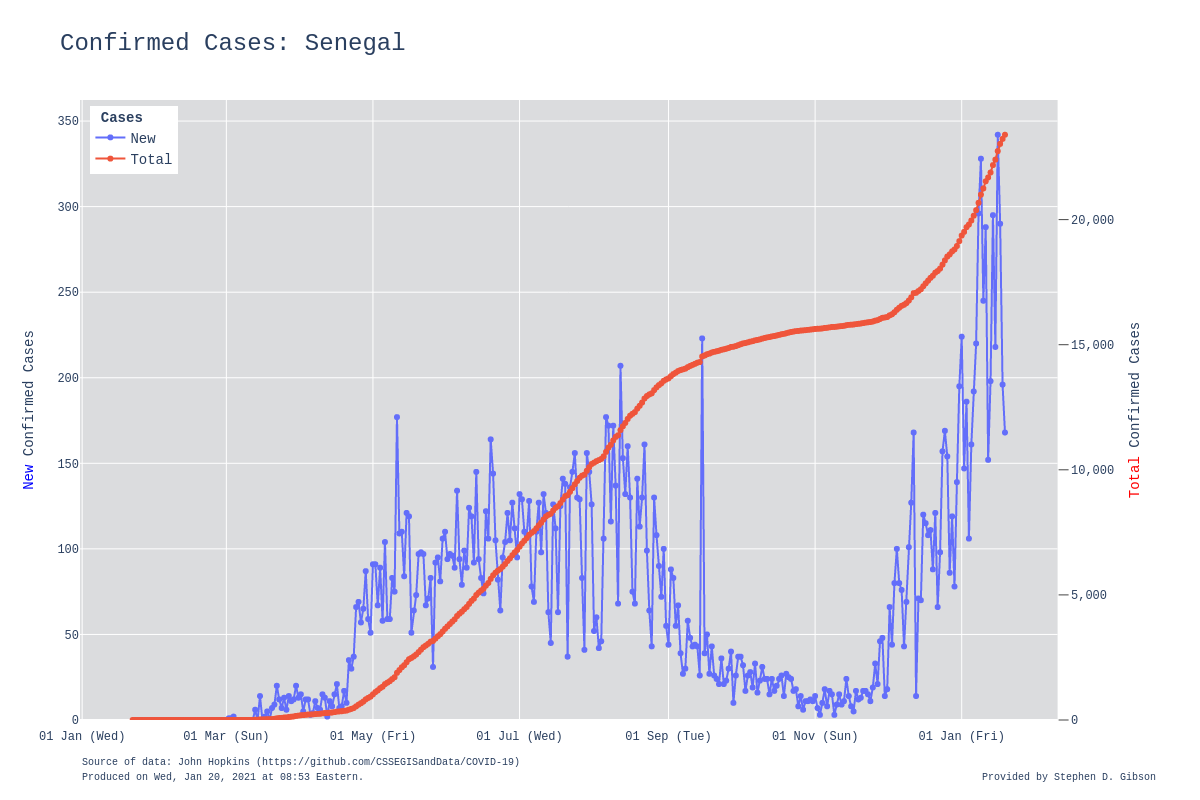 Confirmed Cases: Senegal
Cases
New
Total
350
300
250
200
150
100
50
0
20,000
15,000
10,000
5,000
0
New Confirmed Cases
Total Confirmed Cases
01 Jan (Wed) 01 Mar (Sun) 01 May (Fri) 01 Jul (Wed) 01 Sep (Tue) 01 Nov (Sun) 01 Jan (Fri)
Source of data: John Hopkins (https://github.com/CSSEGISandData/COVID-19)
Produced on Wed, Jan 20, 2021 at 08:53 Eastern.
Provided by Stephen D. Gibson